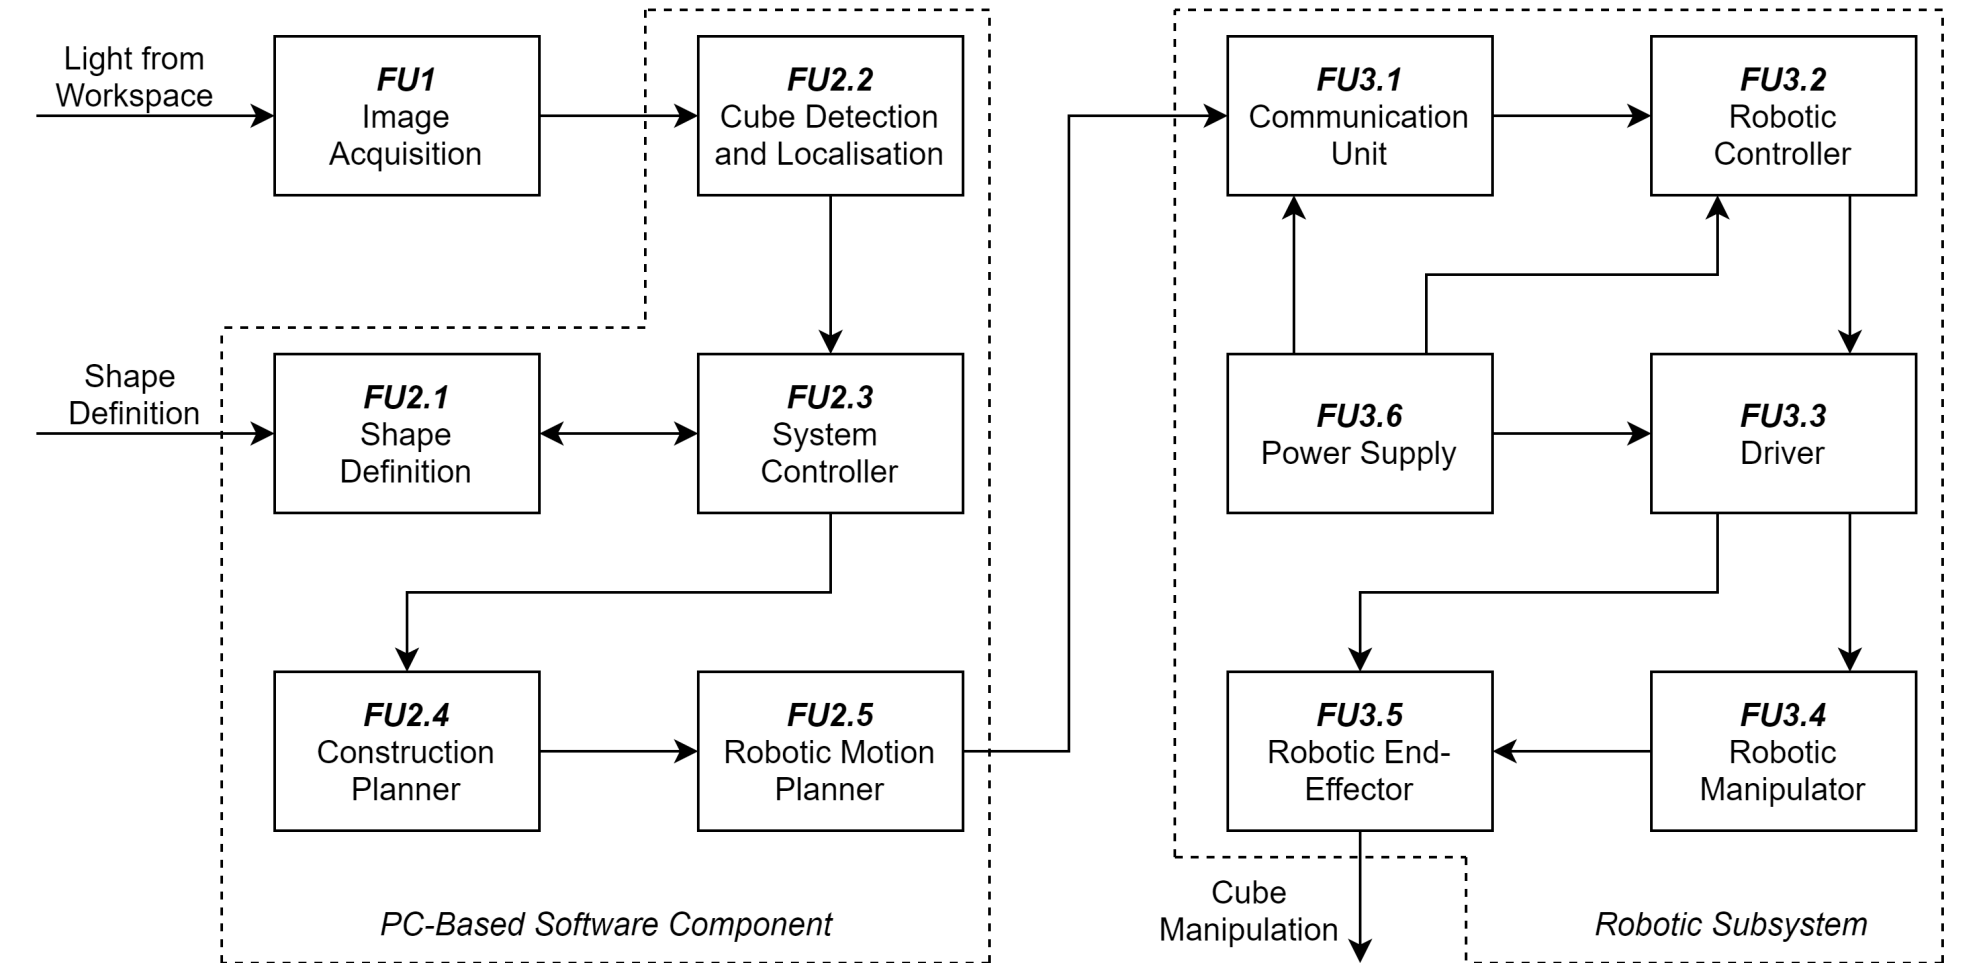 Light from
Workspace
FU1
Image
Acquisition
FU2.2
Cube Detection
and Localisation
Shape
Definition
FU2.1
Shape
Definition
FU2.3
System
Controller
FU2.4
Construction
Planner
FU2.5
Robotic Motion
Planner
PC-Based Software Component
FU3.1
Communication
Unit
FU3.2
Robotic
Controller
FU3.6
Power Supply
FU3.3
Driver
FU3.5
Robotic End-
Effector
FU3.4
Robotic
Manipulator
Cube
Manipulation
Robotic Subsystem